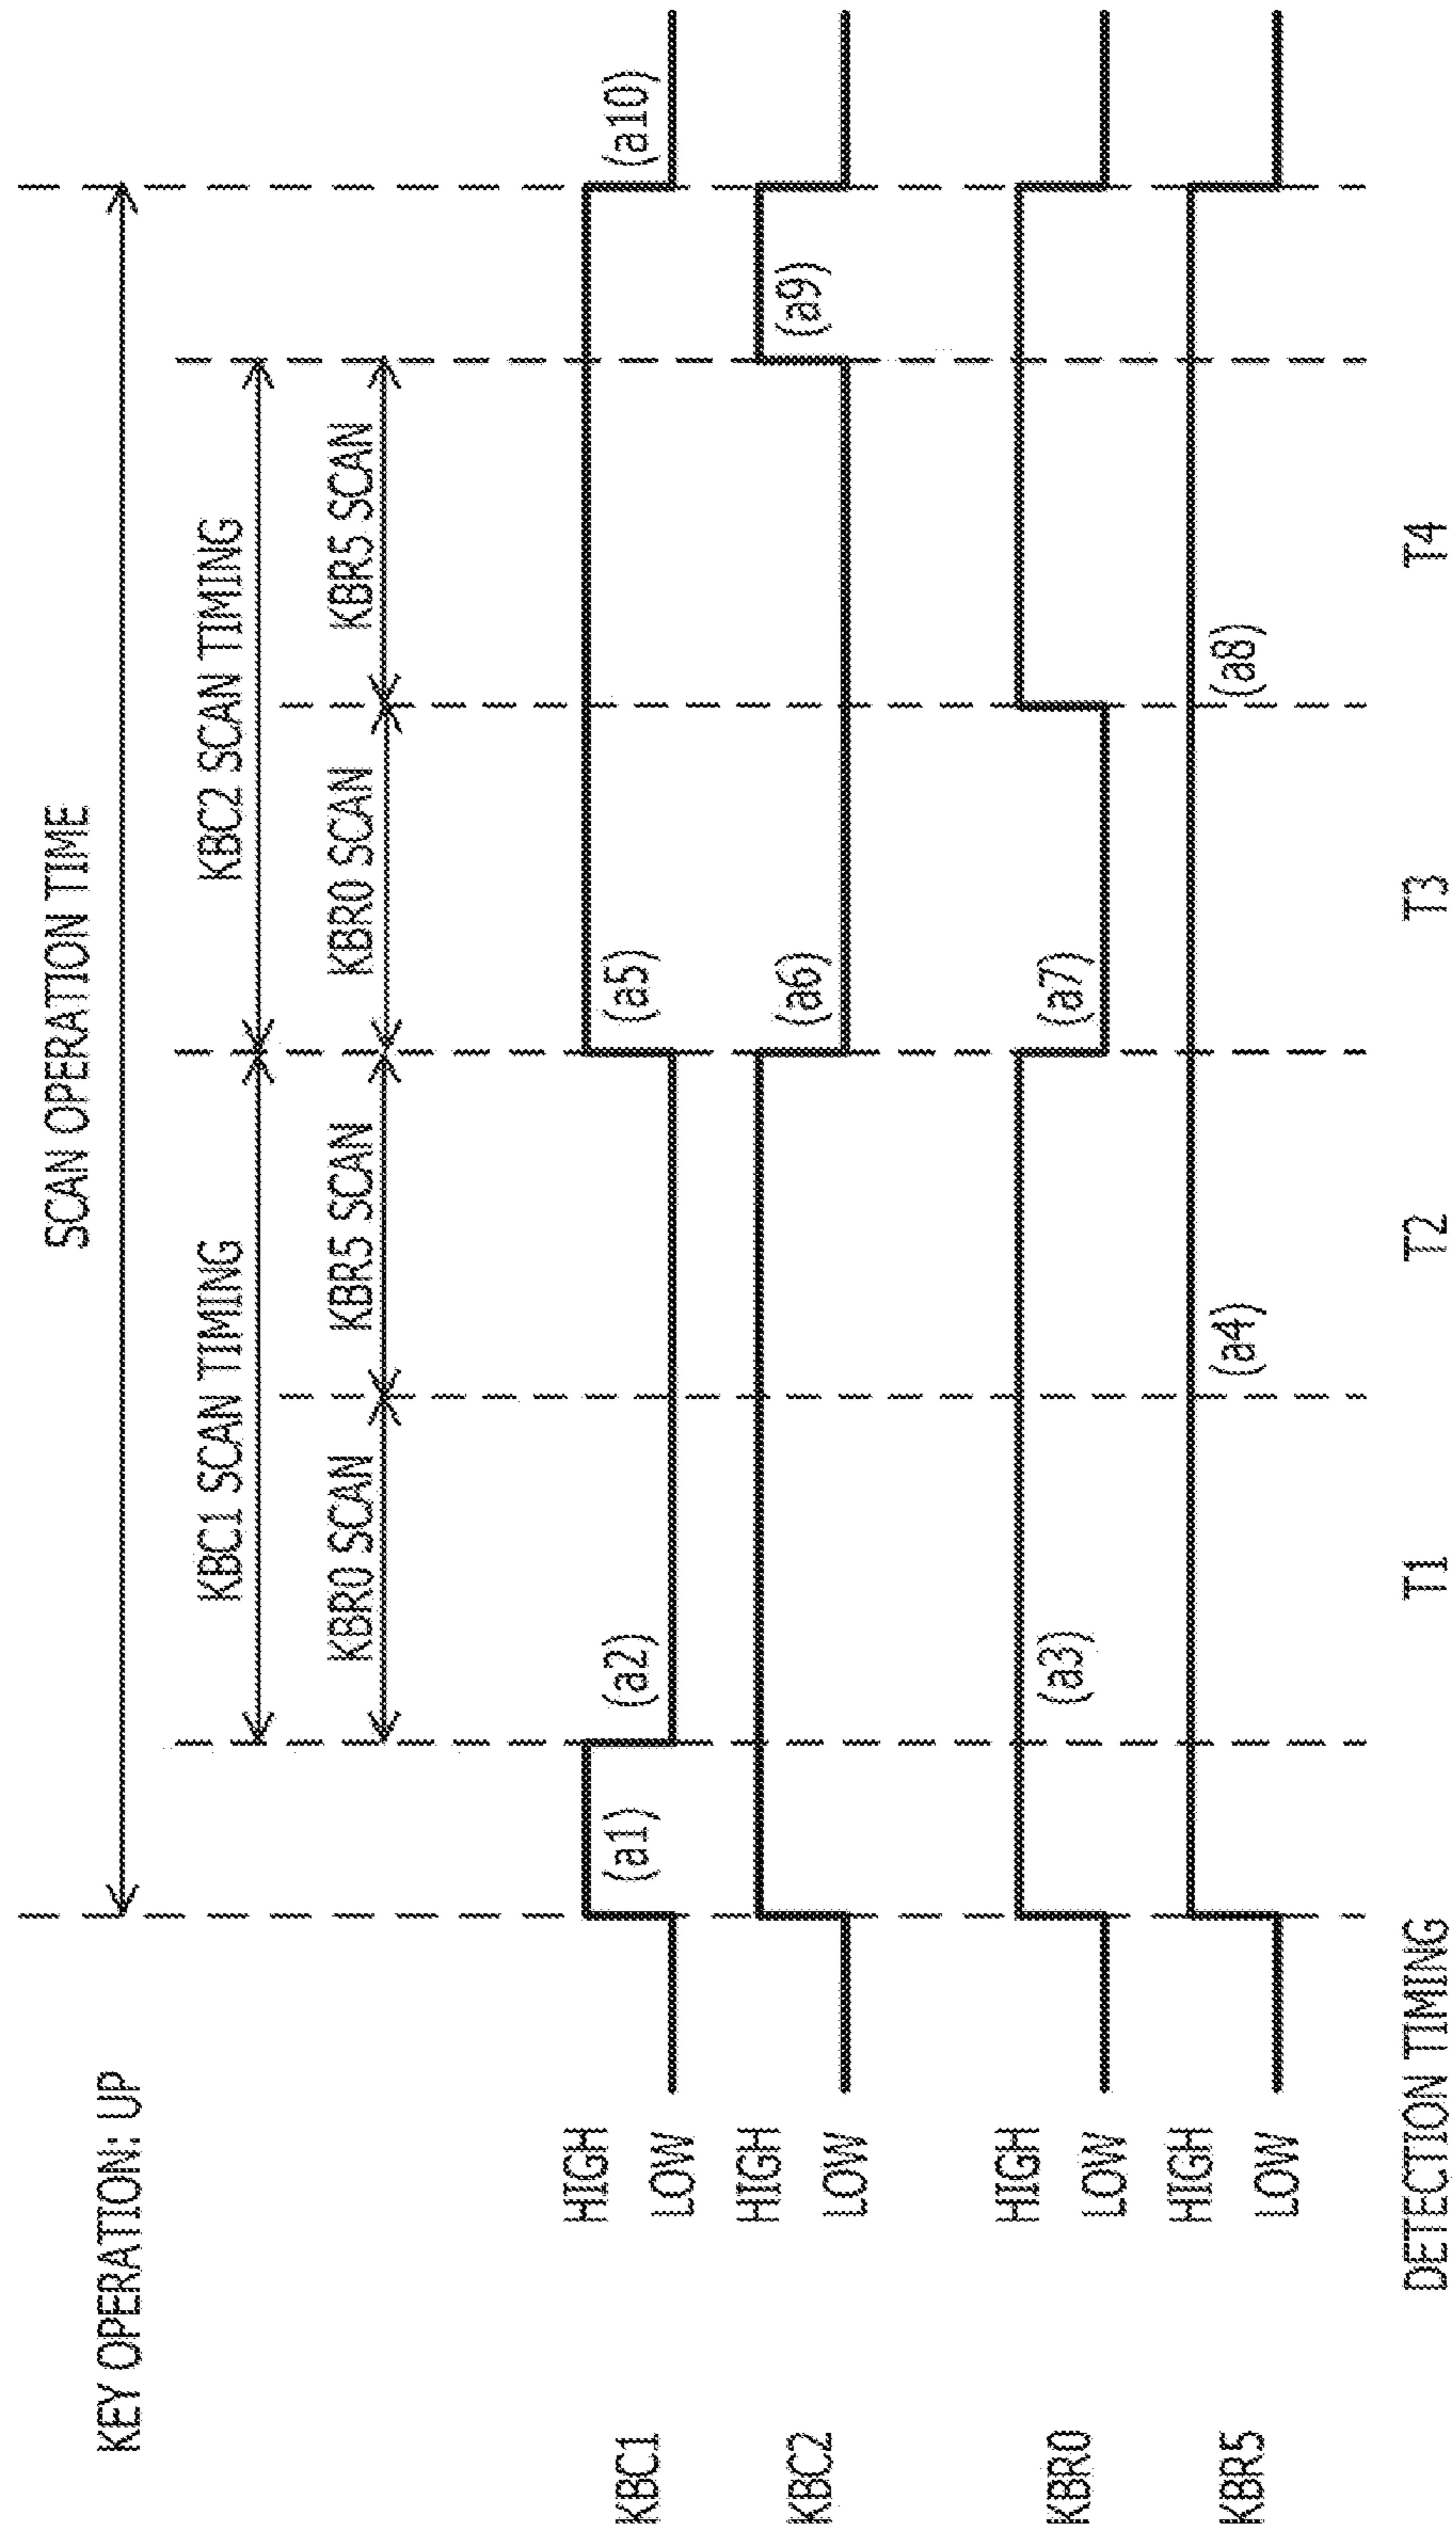 KEY OPERATION: UP
SCAN OPERATION TIME
KBC1 SCAN TIMING
KBC2 SCAN TIMING
KBR0 SCAN
KBR5 SCAN
KBR0 SCAN
KBR5 SCAN
KBC1
HIGH
LOW
(a1)
(a2)
(a5)
(a10)
KBC2
HIGH
LOW
(a6)
(a9)
KBR0
HIGH
LOW
(a3)
(a7)
KBR5
HIGH
LOW
(a4)
(a8)
DETECTION TIMING
T1
T2
T3
T4